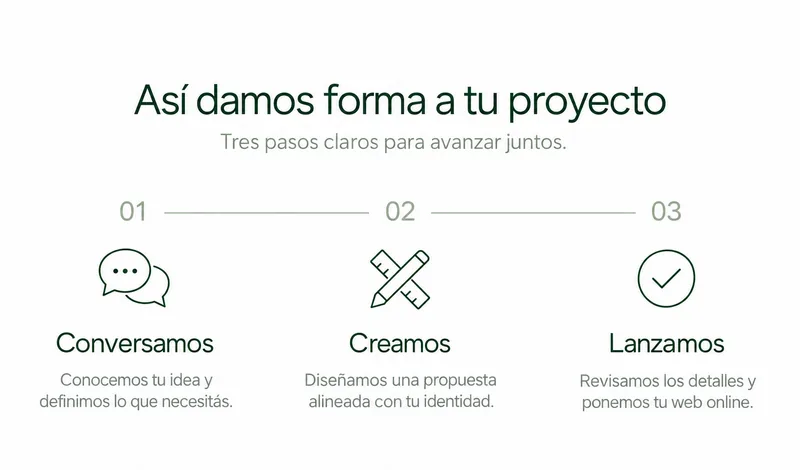 Así damos forma a tu proyecto
Tres pasos claros para avanzar juntos.
01
02
03
Conversamos
Conocemos tu idea y
definimos lo que necesitás.
Creamos
Diseñamos una propuesta
alineada con tu identidad.
Lanzamos
Revisamos los detalles y
ponemos tu web online.